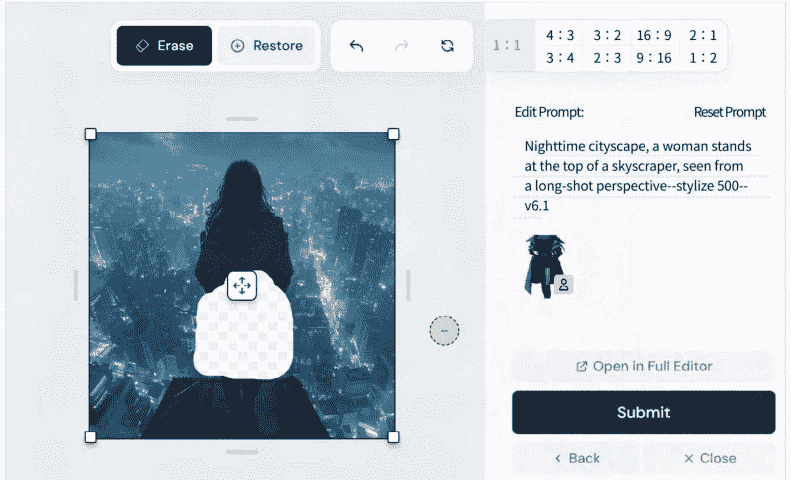 Erase
Restore
1:1
4:3 3:2 16:9 2:1
3:4 2:3 9:16 1:2
Edit Prompt: Reset Prompt
Nighttime cityscape, a woman stands
at the top of a skyscraper, seen from
a long-shot perspective--stylize 500--
v6.1
Open in Full Editor
Submit
Back
Close